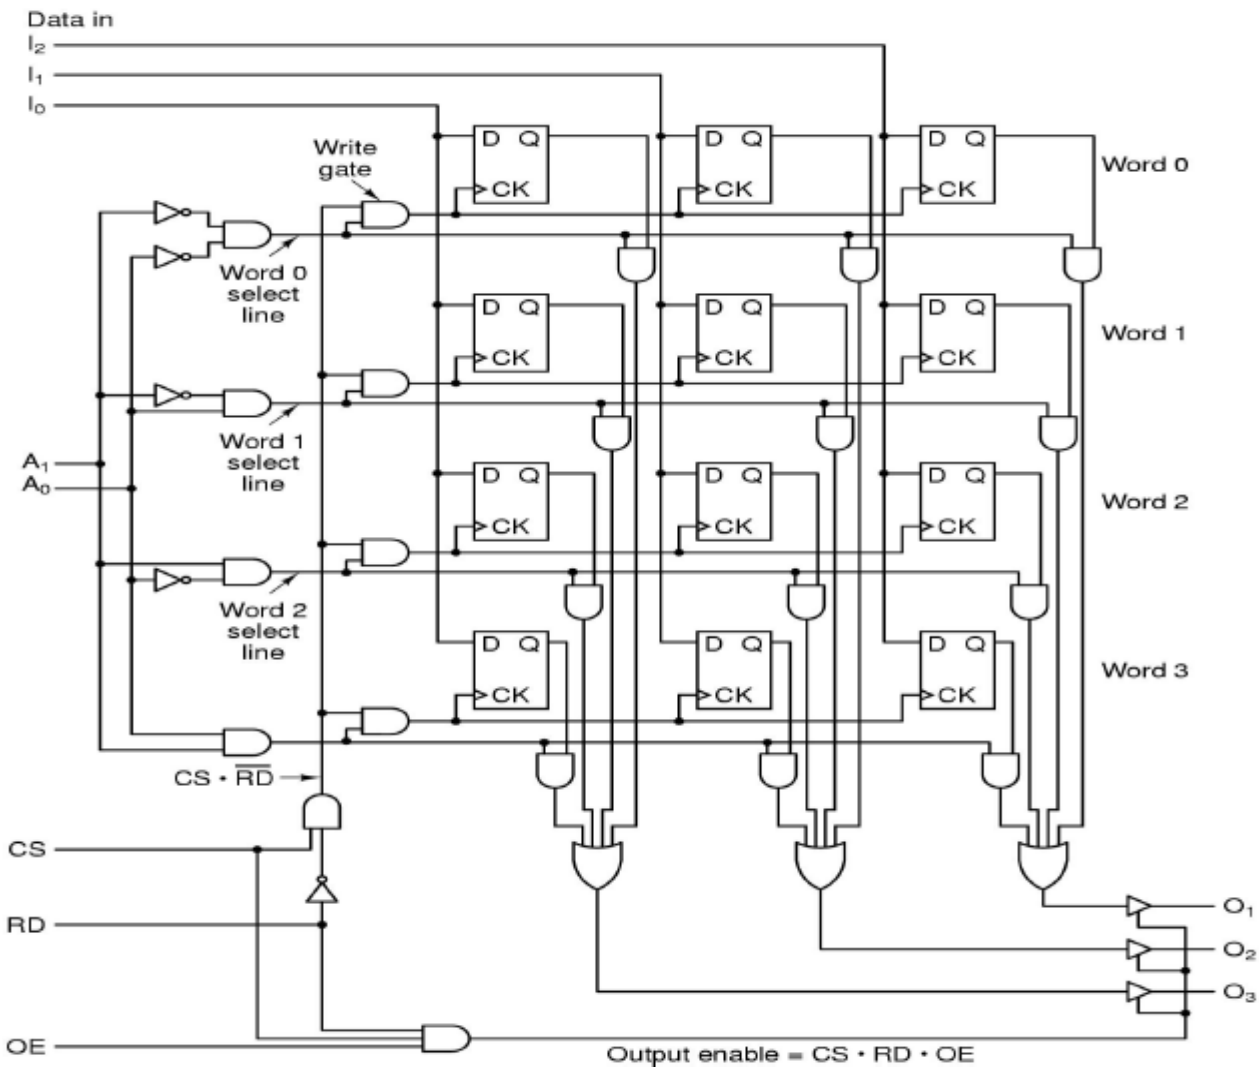 Data in
I₂
I₁
I₀
Write
gate
D Q
CK
D Q
CK
D Q
CK
Word 0
Word 0
select
line
D Q
CK
D Q
CK
D Q
CK
Word 1
Word 1
select
line
A₁
A₀
D Q
CK
D Q
CK
D Q
CK
Word 2
Word 2
select
line
D Q
CK
D Q
CK
D Q
CK
Word 3
CS • R̅D̅
CS
RD
OE
O₁
O₂
O₃
Output enable = CS • RD • OE